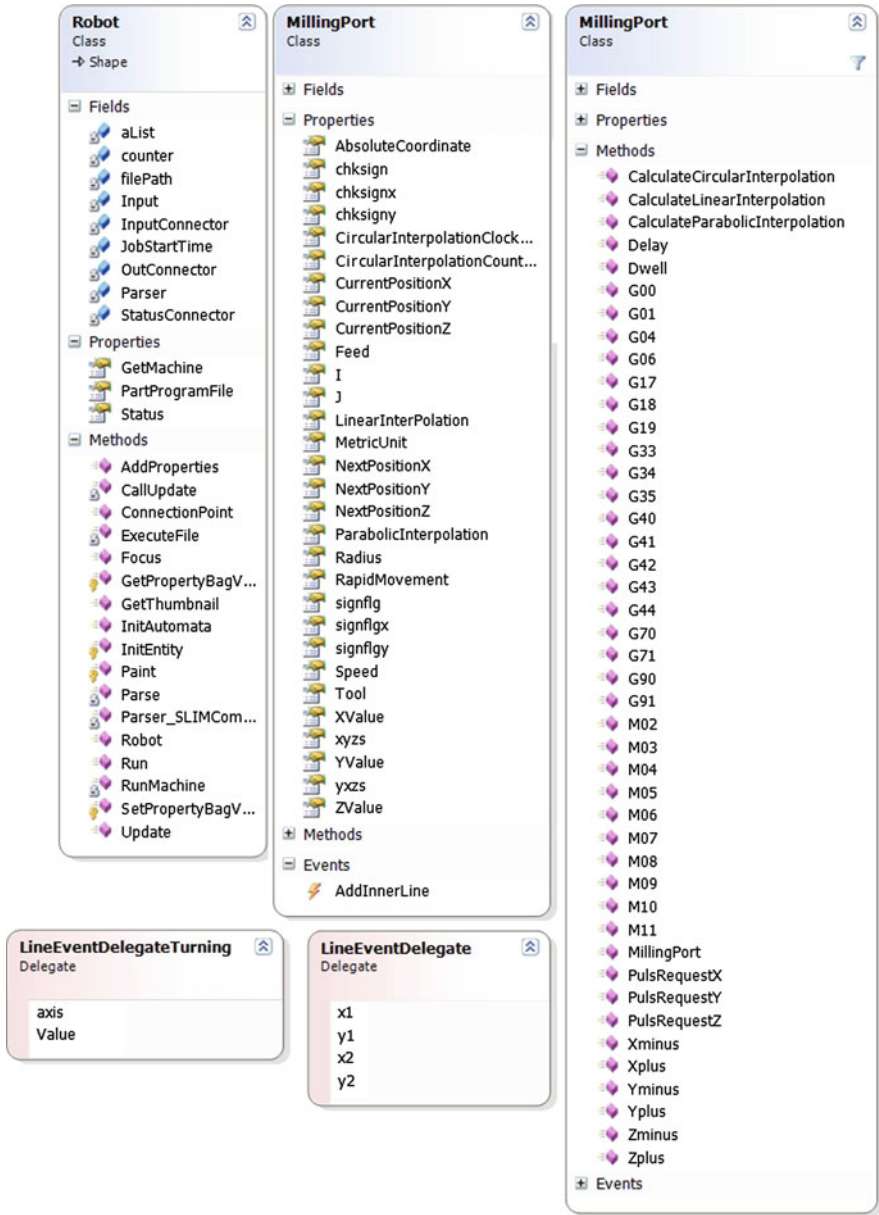 Robot
Class
Shape
Fields
aList
counter
filePath
Input
InputConnector
JobStartTime
OutConnector
Parser
StatusConnector
Properties
GetMachine
PartProgramFile
Status
Methods
AddProperties
CallUpdate
ConnectionPoint
ExecuteFile
Focus
GetPropertyBagV...
GetThumbnail
InitAutomata
InitEntity
Paint
Parse
Parser_SLIMCom...
Robot
Run
RunMachine
SetPropertyBagV...
Update
MillingPort
Class
Fields
Properties
AbsoluteCoordinate
chksign
chksignx
chksigny
CircularInterpolationClock...
CircularInterpolationCount...
CurrentPositionX
CurrentPositionY
CurrentPositionZ
Feed
I
J
LinearInterPolation
MetricUnit
NextPositionX
NextPositionY
NextPositionZ
ParabolicInterpolation
Radius
RapidMovement
signflg
signflgx
signflgy
Speed
Tool
XValue
xyzs
YValue
yxzs
ZValue
Methods
Events
AddInnerLine
MillingPort
Class
Fields
Properties
Methods
CalculateCircularInterpolation
CalculateLinearInterpolation
CalculateParabolicInterpolation
Delay
Dwell
G00
G01
G04
G06
G17
G18
G19
G33
G34
G35
G40
G41
G42
G43
G44
G70
G71
G90
G91
M02
M03
M04
M05
M06
M07
M08
M09
M10
M11
MillingPort
PulsRequestX
PulsRequestY
PulsRequestZ
Xminus
Xplus
Yminus
Yplus
Zminus
Zplus
Events
LineEventDelegateTurning
Delegate
axis
Value
LineEventDelegate
Delegate
x1
y1
x2
y2